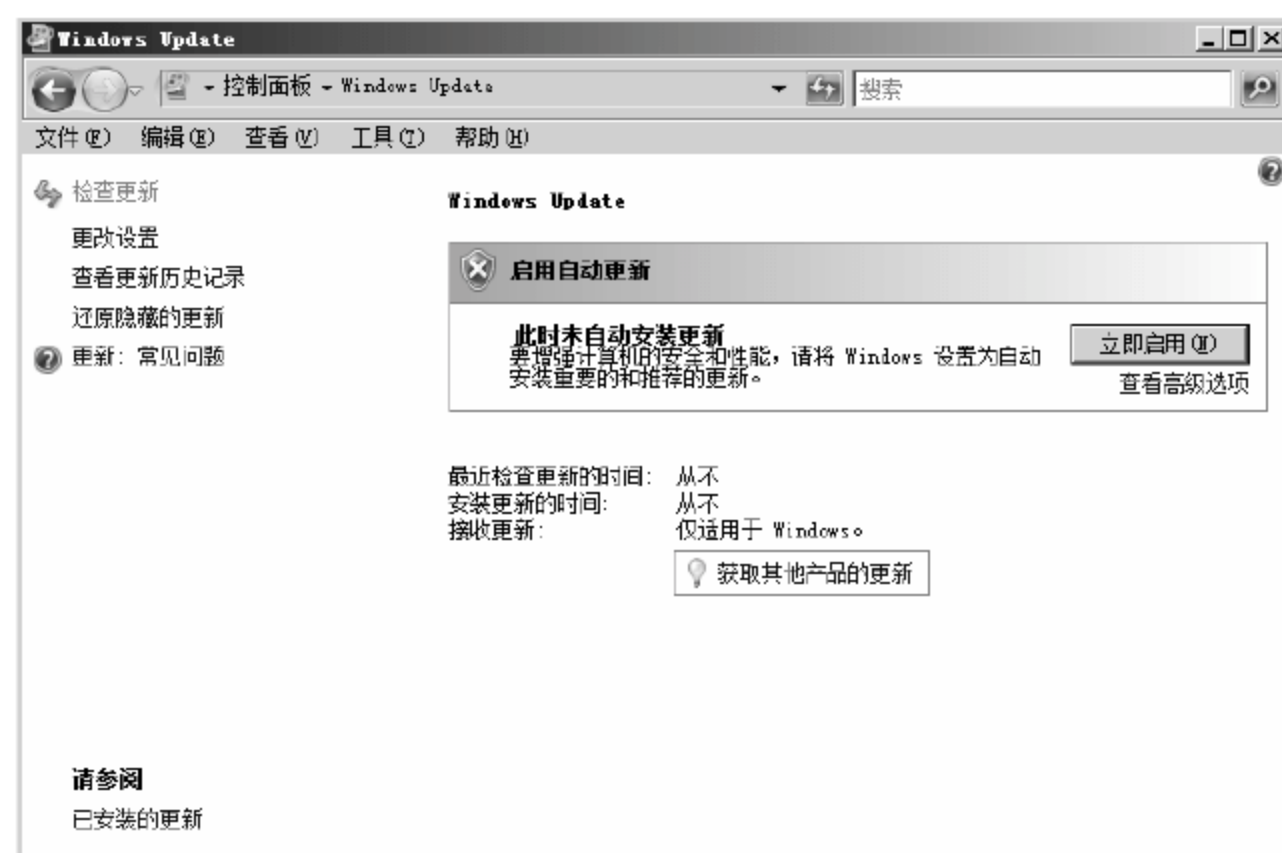 Windows Update
控制面板 Windows Update
搜索
文件(F) 编辑(E) 查看(V) 工具(T) 帮助(H)
检查更新
更改设置
查看更新历史记录
还原隐藏的更新
更新: 常见问题
Windows Update
启用自动更新
此时未自动安装更新
要增强计算机的安全和性能，请将 Windows 设置为自动
安装重要的和推荐的更新。
立即启用(N)
查看高级选项
最近检查更新的时间: 从不
安装更新的时间: 从不
接收更新: 仅适用于 Windows。
获取其他产品的更新
请参阅
已安装的更新